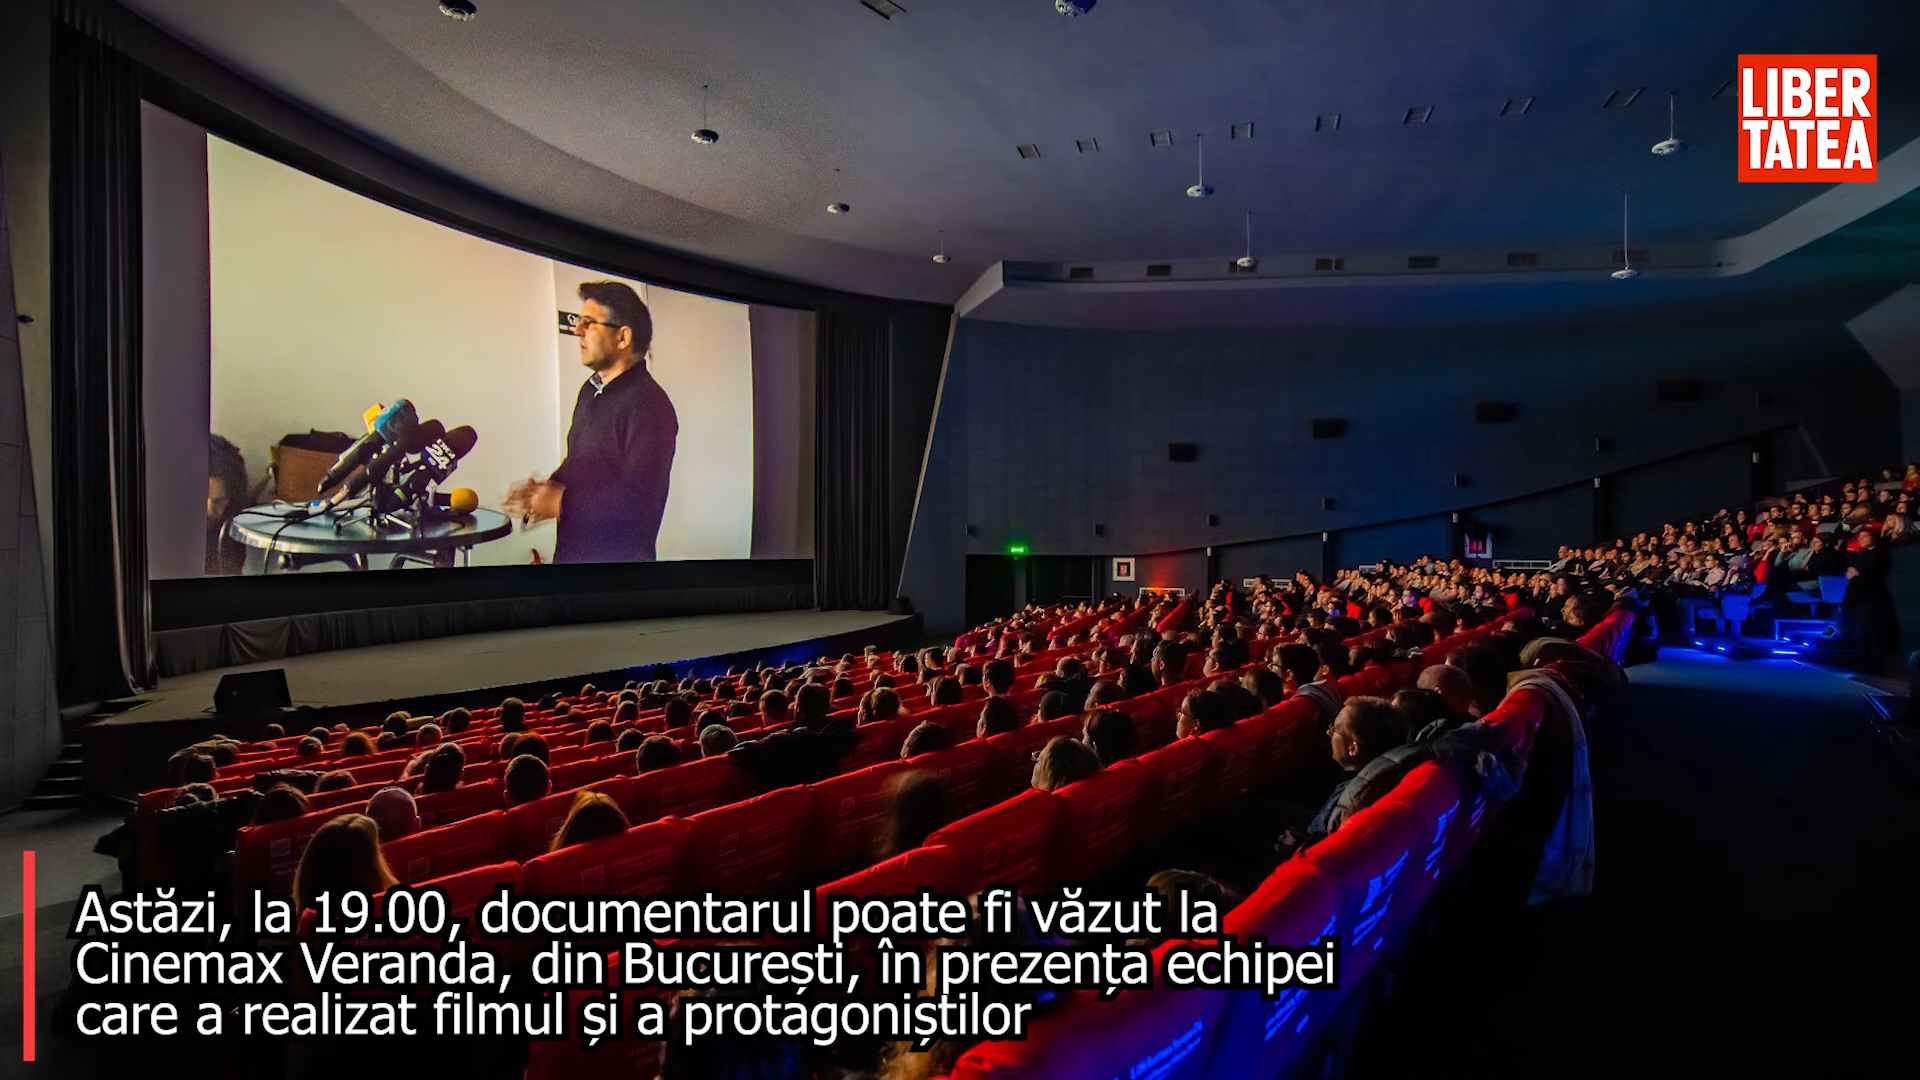 LIBER
TATEA
24
Astăzi, la 19.00, documentarul poate fi văzut la
Cinemax Veranda, din București, în prezența echipei
care a realizat filmul și a protagoniștilor